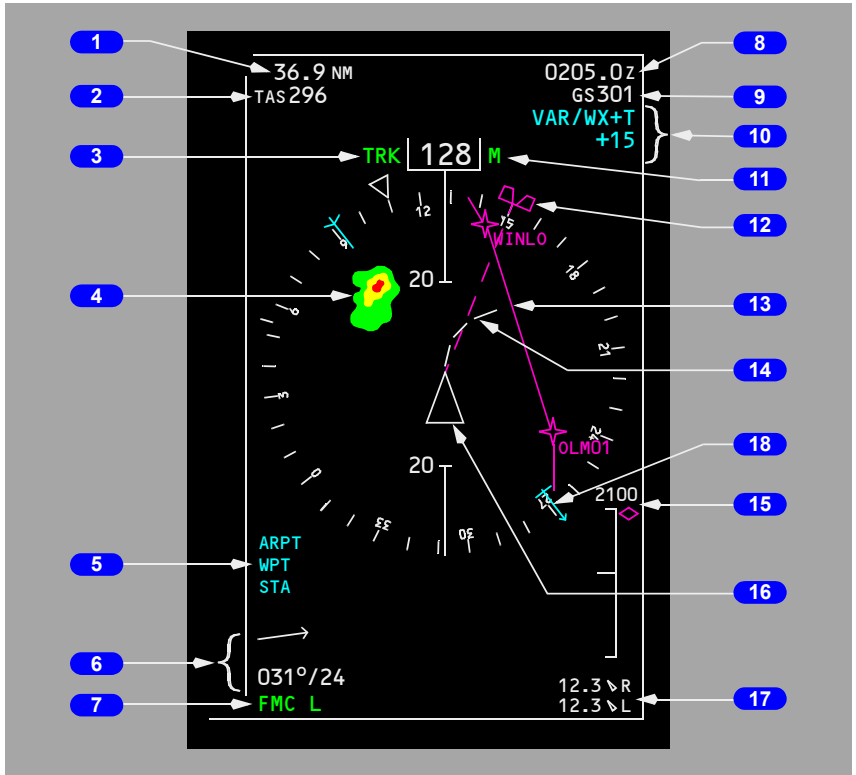 1
36.9 NM
0205.0Z
8
2
TAS296
GS301
9
VAR/WX+T
+15
10
3
TRK 128 M
11
12
15
12
WINLO
9
18
20
4
6
13
21
14
3
24
OLMO1
18
20
0
27
2100
15
33
30
ARPT
WPT
STA
5
16
6
031°/24
7
FMC L
12.3 R
12.3 L
17